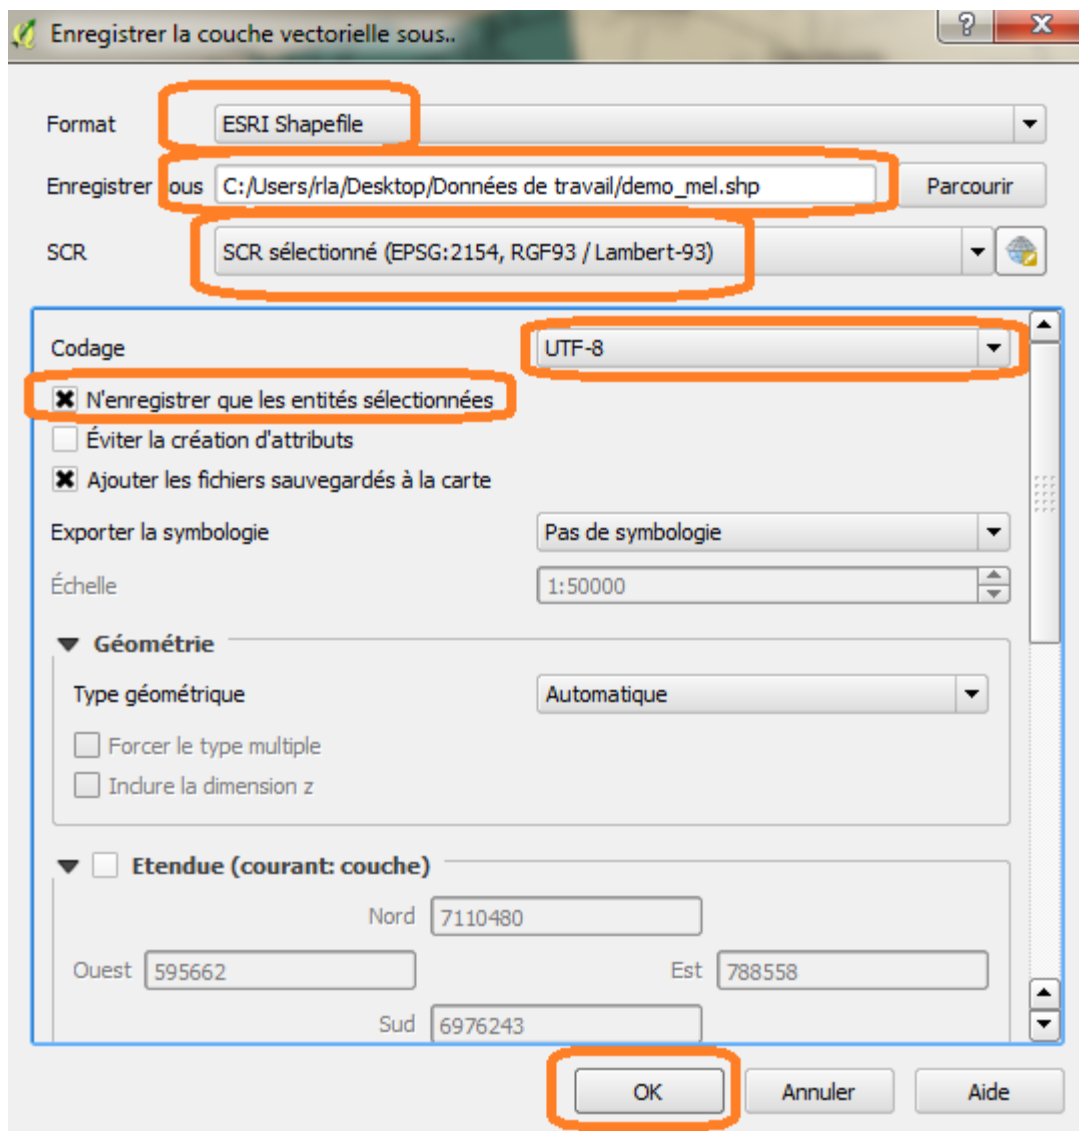 Enregistrer la couche vectorielle sous..
Format ESRI Shapefile
Enregistrer sous C:/Users/rla/Desktop/Données de travail/demo_mel.shp Parcourir
SCR SCR sélectionné (EPSG:2154, RGF93 / Lambert-93)
Codage UTF-8
N'enregistrer que les entités sélectionnées
Éviter la création d'attributs
Ajouter les fichiers sauvegardés à la carte
Exporter la symbologie Pas de symbologie
Échelle 1:50000
Géométrie
Type géométrique Automatique
Forcer le type multiple
Inclure la dimension z
Etendue (courant: couche)
Nord 7110480
Ouest 595662 Est 788558
Sud 6976243
OK Annuler Aide